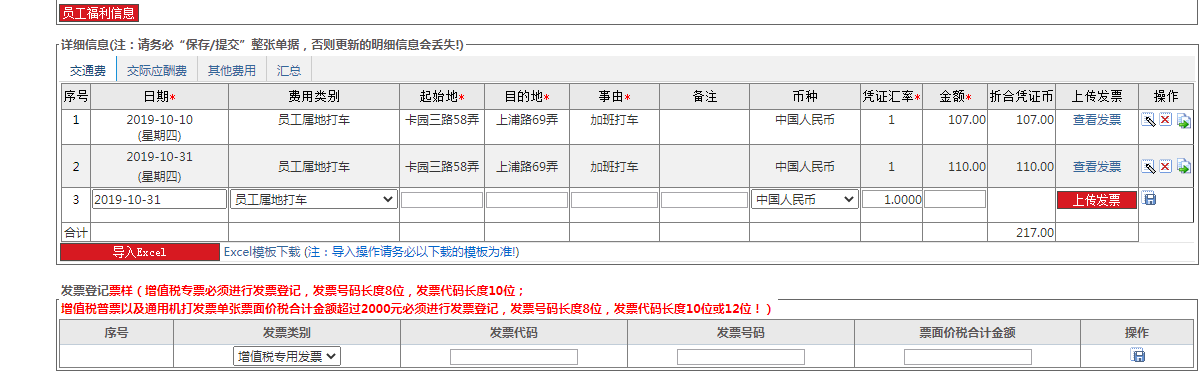 员工福利信息
详细信息(注：请务必“保存/提交”整张单据，否则更新的明细信息会丢失!)
交通费 交际应酬费 其他费用 汇总
序号 日期* 费用类别 起始地* 目的地* 事由* 备注 币种 凭证汇率* 金额* 折合凭证币 上传发票 操作
1 2019-10-10 员工属地打车 卡园三路58弄 上浦路69弄 加班打车 中国人民币 1 107.00 107.00 查看发票
(星期四)
2 2019-10-31 员工属地打车 卡园三路58弄 上浦路69弄 加班打车 中国人民币 1 110.00 110.00 查看发票
(星期四)
3 2019-10-31 员工属地打车 中国人民币 1.0000 上传发票
合计 217.00
导入Excel Excel模板下载 (注：导入操作请务必以下载的模板为准!)
发票登记票样（增值税专票必须进行发票登记，发票号码长度8位，发票代码长度10位；
增值税普票以及通用机打发票单张票面价税合计金额超过2000元必须进行发票登记，发票号码长度8位，发票代码长度10位或12位！）
序号 发票类别 发票代码 发票号码 票面价税合计金额 操作
增值税专用发票